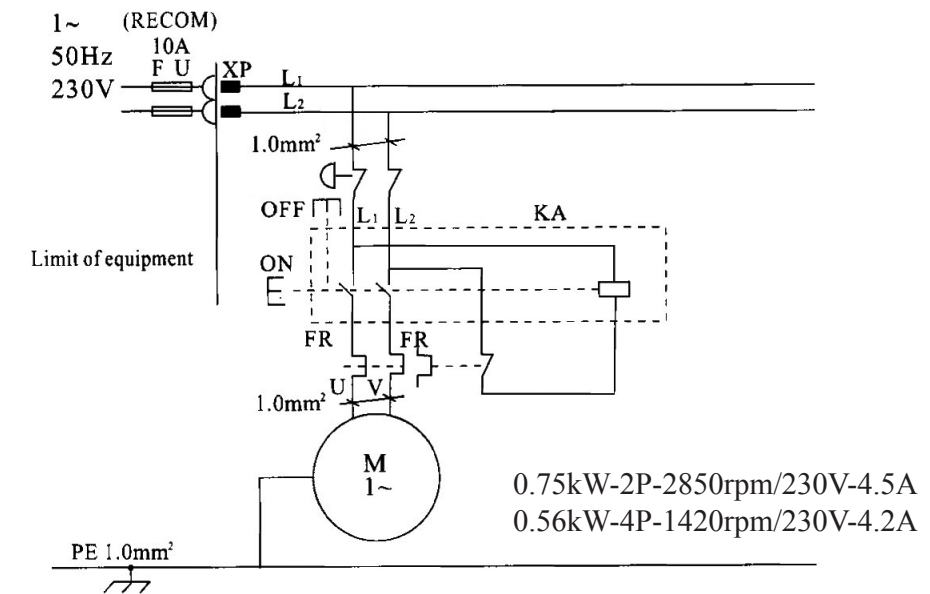 1~ (RECOM)
50Hz 10A
230V F U XP
L₁
L₂
1.0mm²
OFF L₁ L₂ KA
Limit of equipment
ON
FR FR
U V
1.0mm²
M
1~
0.75kW-2P-2850rpm/230V-4.5A
0.56kW-4P-1420rpm/230V-4.2A
PE 1.0mm²